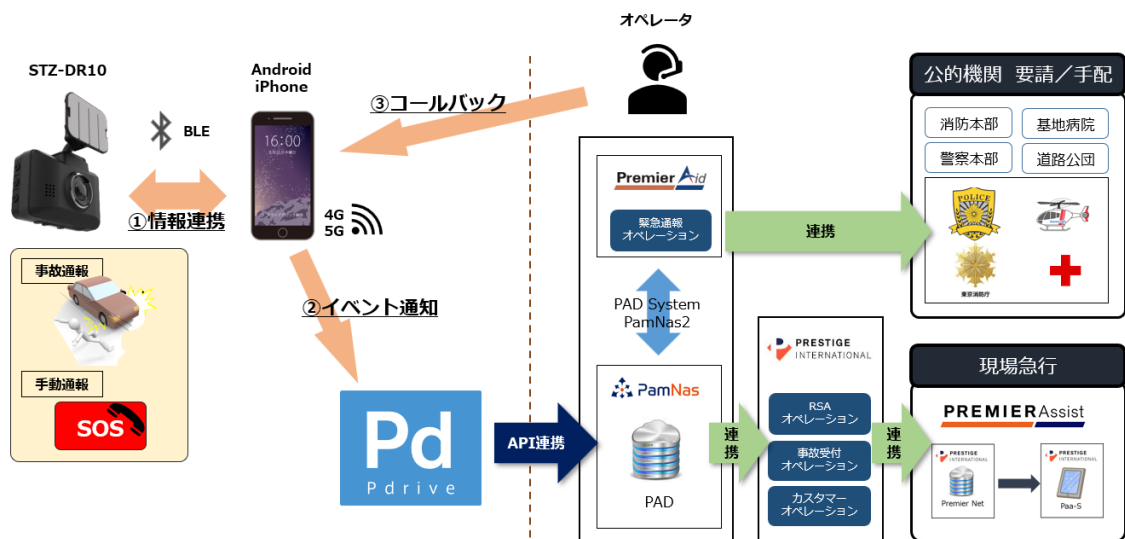 STZ-DR10
BLE
①情報連携
Android
iPhone
16:00
4G
5G
事故通報
手動通報
SOS
②イベント通知
③コールバック
Pd
Pdrive
API連携
オペレータ
Premier Aid
緊急通報
オペレーション
PAD System
PamNas2
PamNas
PAD
連携
連携
PRESTIGE
INTERNATIONAL
RSA
オペレーション
事故受付
オペレーション
カスタマー
オペレーション
連携
公的機関 要請／手配
消防本部
基地病院
警察本部
道路公団
POLICE
東京消防庁
現場急行
PREMIER Assist
PRESTIGE
INTERNATIONAL
Premier Net
PRESTIGE
INTERNATIONAL
Paa-S